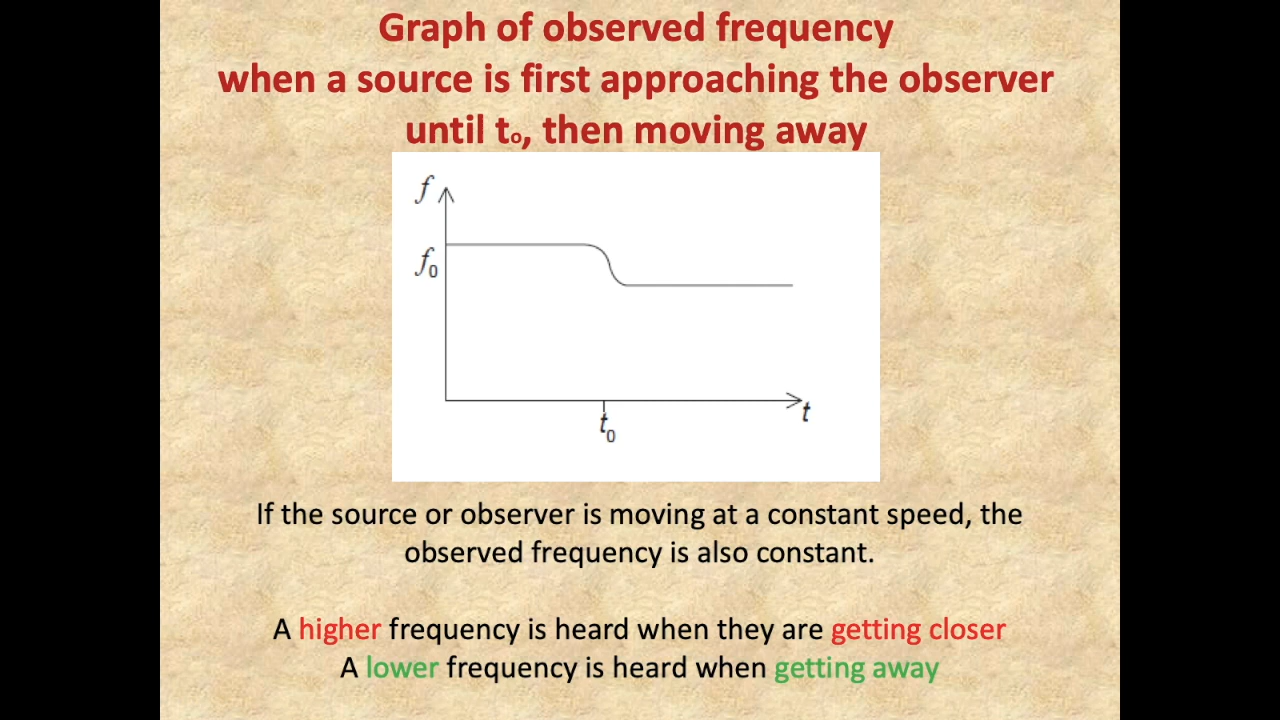 Graph of observed frequency
when a source is first approaching the observer
until to, then moving away
f
f0
t0
t
If the source or observer is moving at a constant speed, the
observed frequency is also constant.
A higher frequency is heard when they are getting closer
A lower frequency is heard when getting away